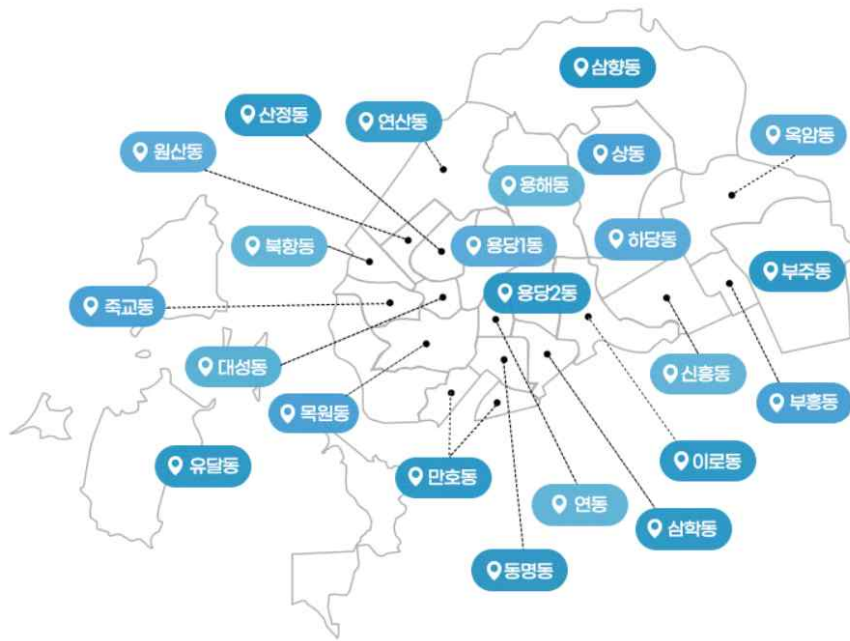 삼향동
산정동
연산동
옥암동
원산동
상동
용해동
북항동
용당1동
하당동
부주동
죽교동
용당2동
대성동
신흥동
목원동
부흥동
유달동
만호동
이로동
연동
삼학동
동명동